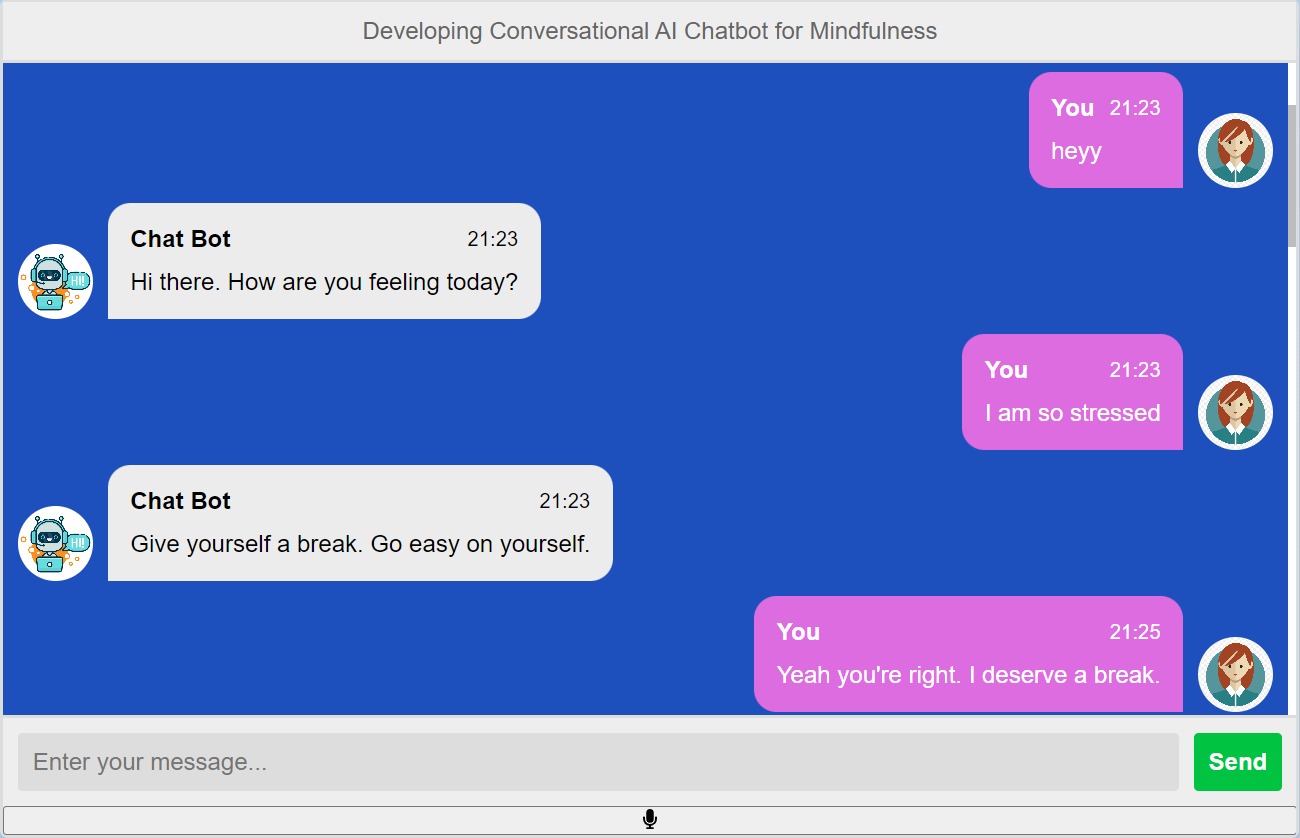 Developing Conversational AI Chatbot for Mindfulness
You 21:23
heyy
Chat Bot 21:23
Hi there. How are you feeling today?
HI!
You 21:23
I am so stressed
Chat Bot 21:23
Give yourself a break. Go easy on yourself.
HI!
You 21:25
Yeah you're right. I deserve a break.
Enter your message...
Send